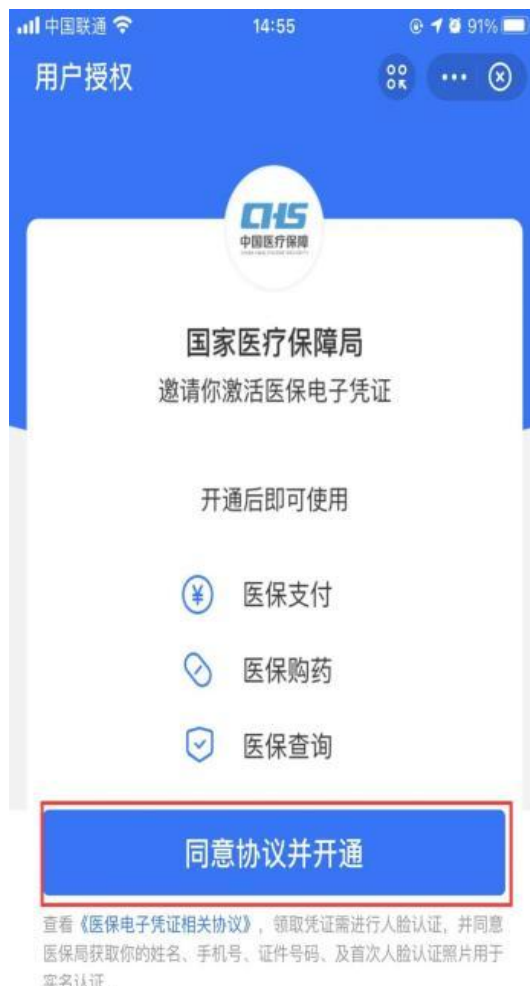 中国联通 14:55 91%
用户授权
CHS
中国医疗保障
国家医疗保障局
邀请你激活医保电子凭证
开通后即可使用
医保支付
医保购药
医保查询
同意协议并开通
查看《医保电子凭证相关协议》，领取凭证需进行人脸认证，并同意
医保局获取你的姓名、手机号、证件号码、及首次人脸认证照片用于
实名认证